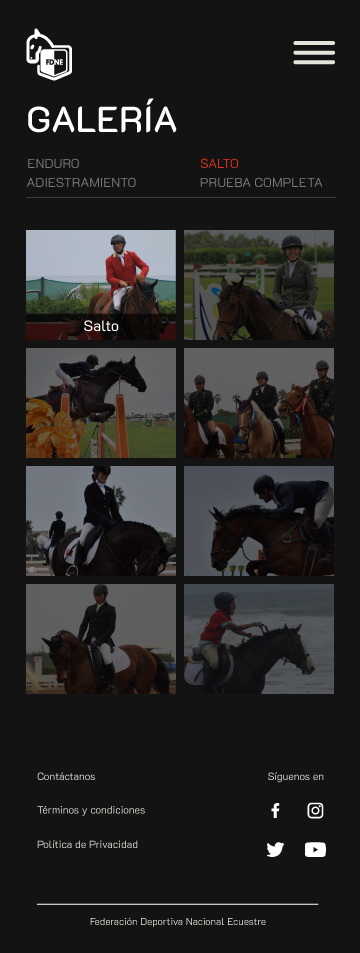 FDNE
GALERÍA
ENDURO
SALTO
ADIESTRAMIENTO
PRUEBA COMPLETA
Salto
Contáctanos
Síguenos en
Términos y condiciones
Política de Privacidad
Federación Deportiva Nacional Ecuestre